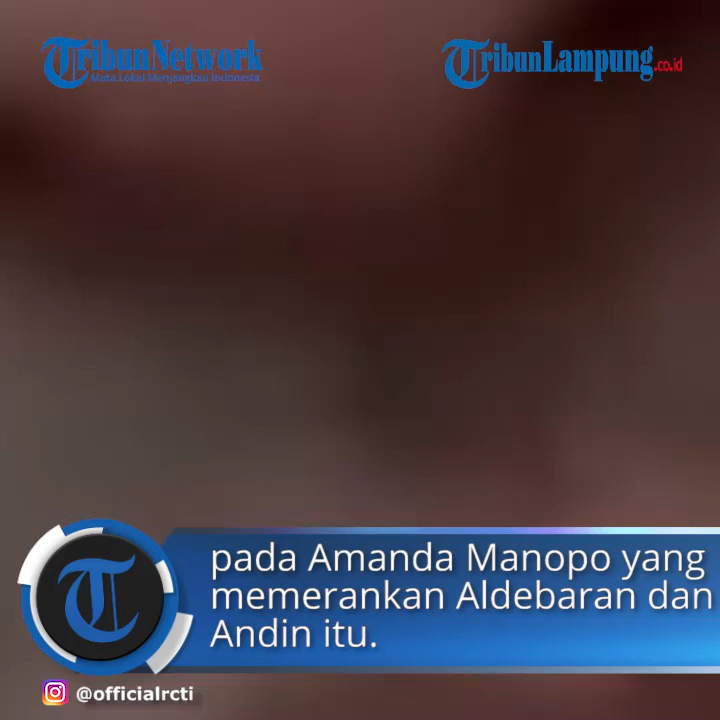 TribunNetwork
Mata Lokal Menjangkau Indonesia
TribunLampung.co.id
pada Amanda Manopo yang
memerankan Aldebaran dan
Andin itu.
@officialrcti